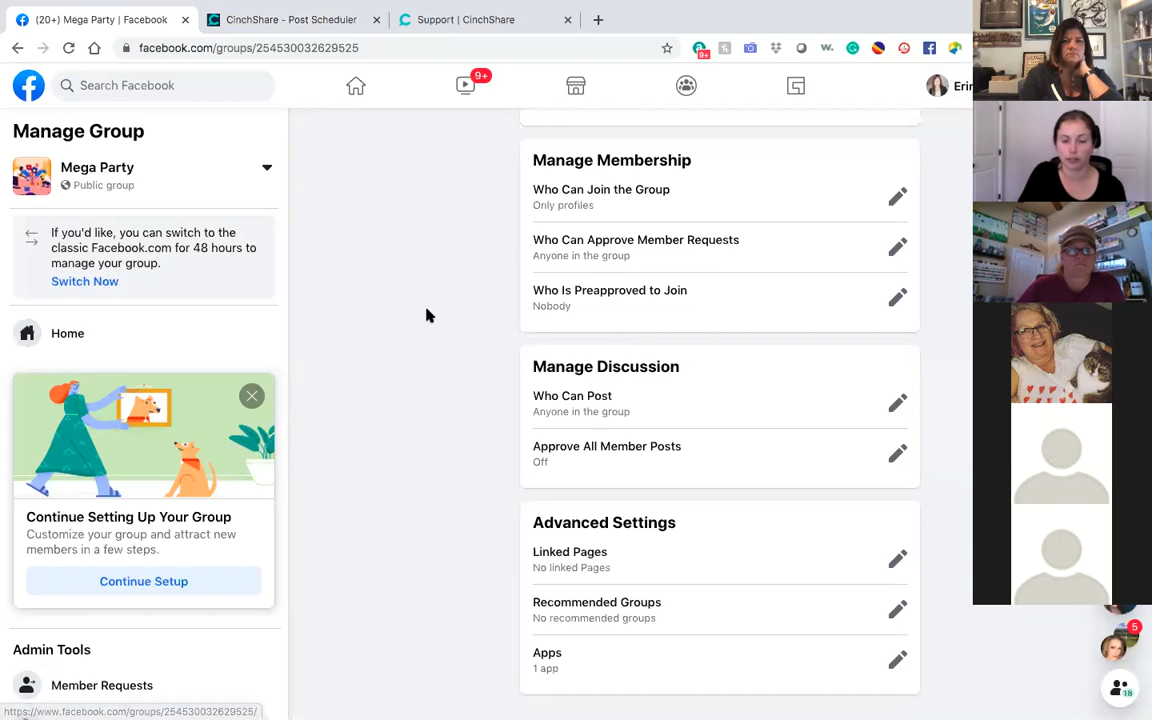 (20+) Mega Party | Facebook
CinchShare - Post Scheduler
Support | CinchShare
facebook.com/groups/254530032629525
9+
Search Facebook
9+
Erin
Manage Group
Mega Party
Public group
If you'd like, you can switch to the
classic Facebook.com for 48 hours to
manage your group.
Switch Now
Home
Continue Setting Up Your Group
Customize your group and attract new
members in a few steps.
Continue Setup
Admin Tools
Member Requests
https://www.facebook.com/groups/254530032629525/
Manage Membership
Who Can Join the Group
Only profiles
Who Can Approve Member Requests
Anyone in the group
Who Is Preapproved to Join
Nobody
Manage Discussion
Who Can Post
Anyone in the group
Approve All Member Posts
Off
Advanced Settings
Linked Pages
No linked Pages
Recommended Groups
No recommended groups
Apps
1 app
5
18